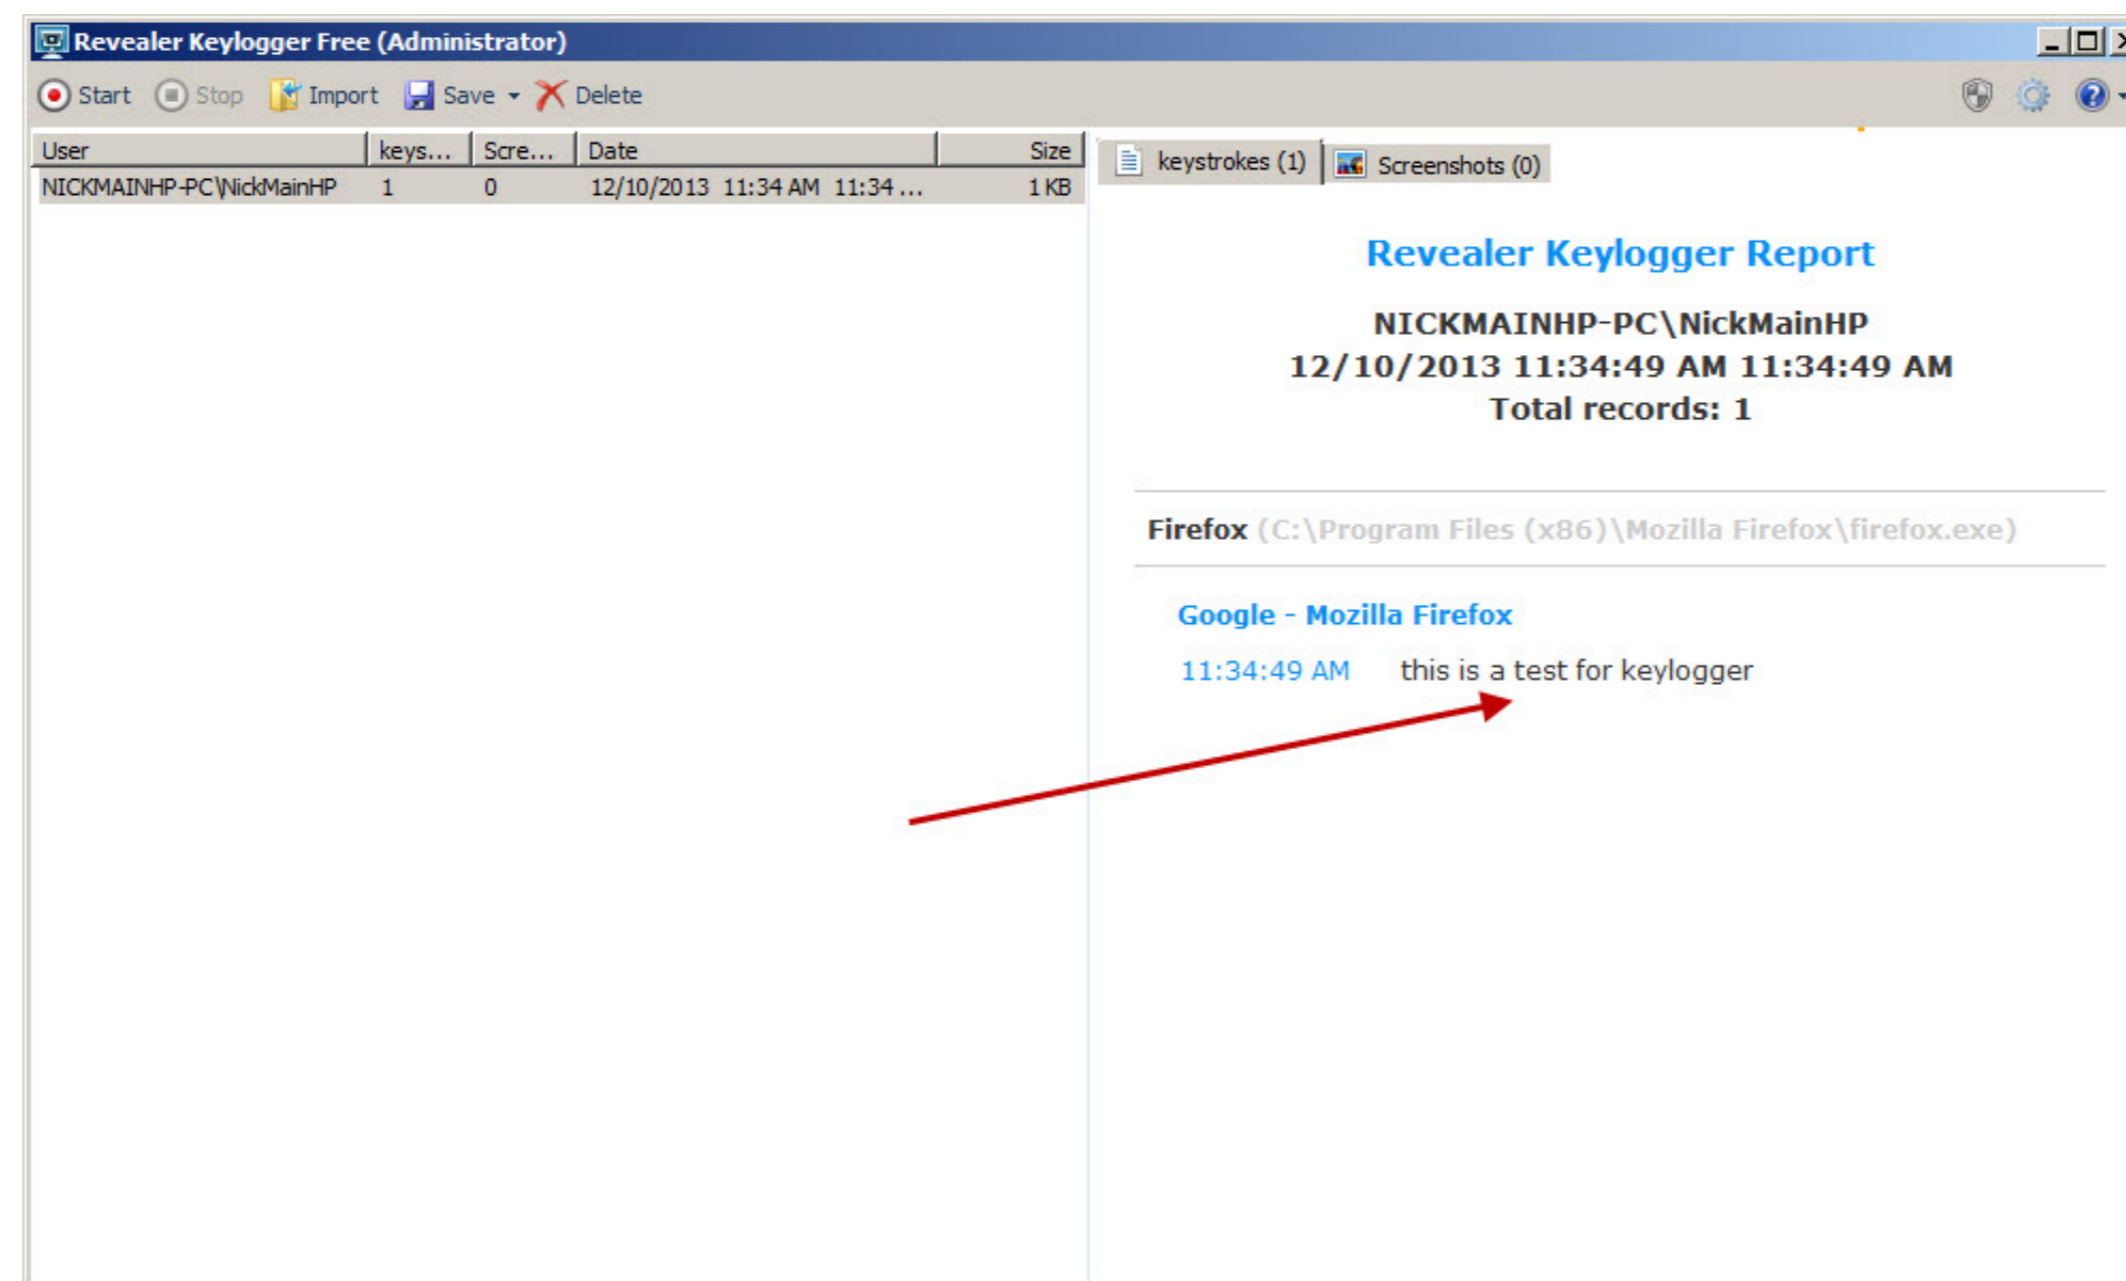 Revealer Keylogger Free (Administrator)
Start Stop Import Save Delete
User keys... Scre... Date Size
NICKMAINHP-PC\NickMainHP 1 0 12/10/2013 11:34 AM 11:34 ... 1 KB
keystrokes (1) Screenshots (0)
Revealer Keylogger Report
NICKMAINHP-PC\NickMainHP
12/10/2013 11:34:49 AM 11:34:49 AM
Total records: 1
Firefox (C:\Program Files (x86)\Mozilla Firefox\firefox.exe)
Google - Mozilla Firefox
11:34:49 AM this is a test for keylogger